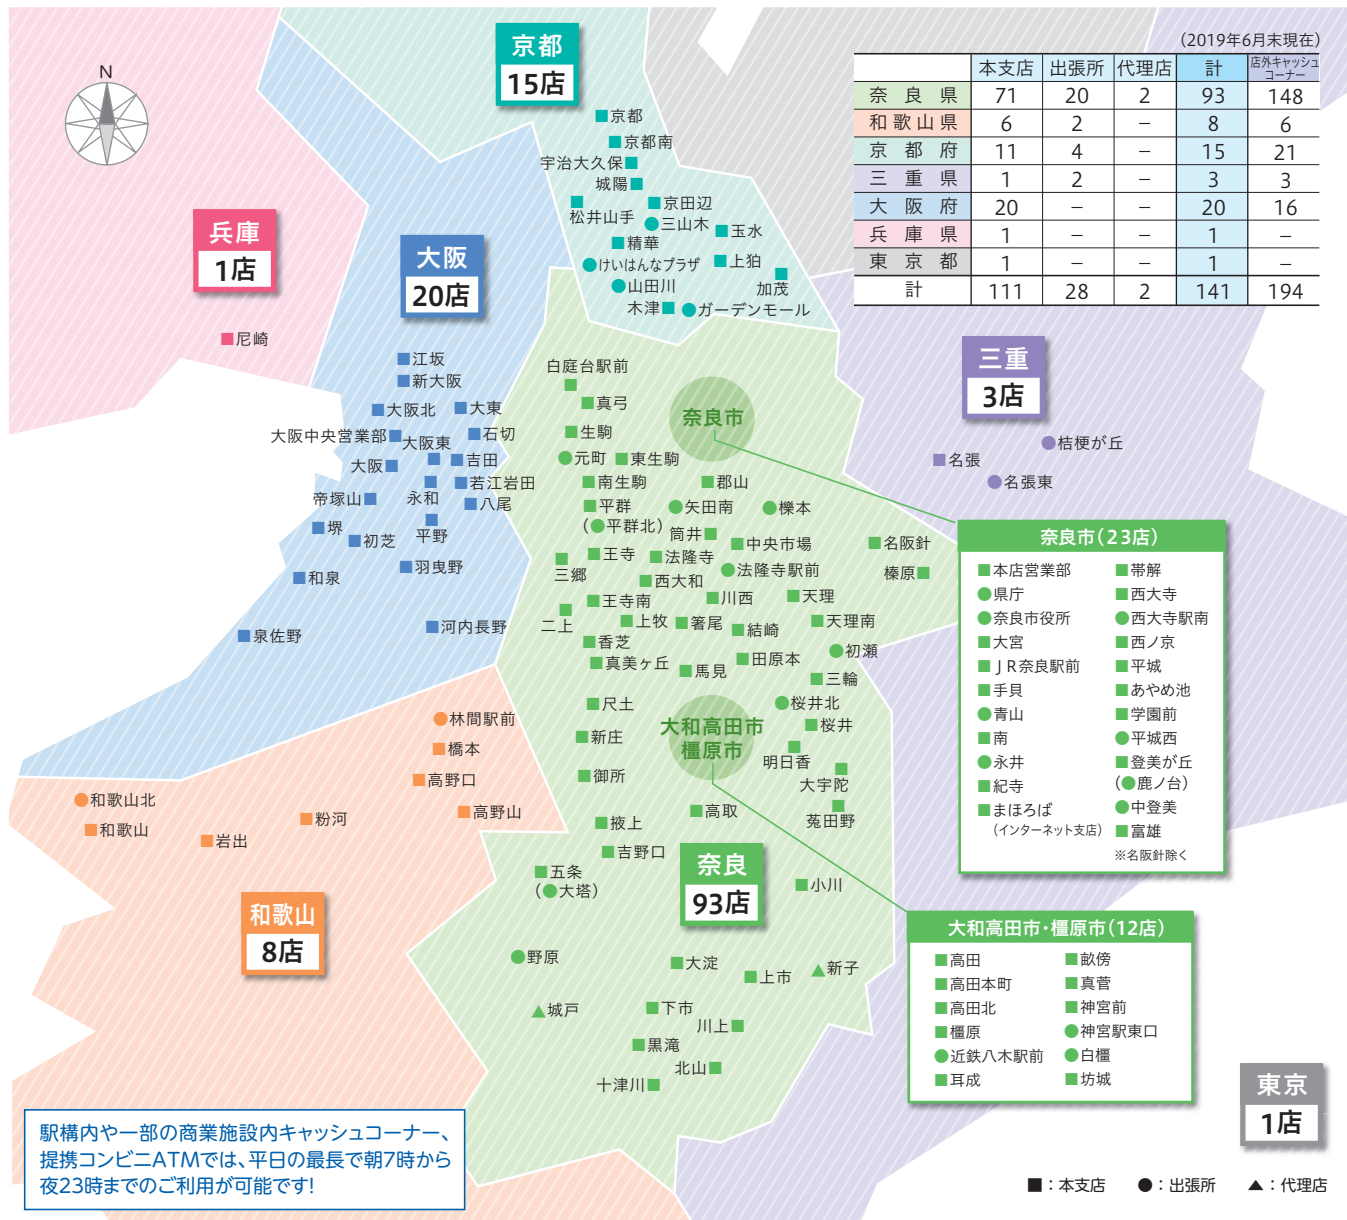 (2019年6月末現在)
本支店 出張所 代理店 計 店外キャッシュコーナー
奈良県 71 20 2 93 148
和歌山県 6 2 − 8 6
京都府 11 4 − 15 21
三重県 1 2 − 3 3
大阪府 20 − − 20 16
兵庫県 1 − − 1 −
東京都 1 − − 1 −
計 111 28 2 141 194
N
京都
15店
■京都
■京都南
宇治大久保■
城陽■
■松井山手
■京田辺
●三山木
■玉水
■精華
●けいはんなプラザ
■上狛
●山田川
■加茂
木津■
●ガーデンモール
兵庫
1店
■尼崎
大阪
20店
■江坂
■新大阪
■大阪北
■大東
大阪中央営業部■
大阪東■
■石切
大阪■
■吉田
永和■
■若江岩田
帝塚山■
■八尾
■堺
平野■
■初芝
■和泉
■羽曳野
■泉佐野
■河内長野
三重
3店
●桔梗が丘
■名張
●名張東
和歌山
8店
●林間駅前
■橋本
■高野口
■高野山
●和歌山北
■和歌山
■岩出
■粉河
奈良
93店
奈良市
白庭台駅前■
■真弓
■生駒
●元町
■東生駒
■南生駒
■郡山
■平群
(●平群北)
●矢田南
●櫟本
筒井■
■中央市場
■名阪針
榛原■
■三郷
■王寺
■法隆寺
●法隆寺駅前
■西大和
■王寺南
■川西
■天理
■二上
■上牧
■箸尾
■結崎
■天理南
■香芝
■真美ヶ丘
■馬見
■田原本
●初瀬
■三輪
大和高田市
橿原市
■尺土
●桜井北
■桜井
■新庄
明日香■
■御所
大宇陀■
菟田野■
■高取
■掖上
■吉野口
■五条
(●大塔)
■小川
●野原
■大淀
■上市
▲新子
▲城戸
■下市
川上■
■黒滝
北山■
十津川■
奈良市(23店)
■本店営業部
●県庁
●奈良市役所
■大宮
■JR奈良駅前
■手貝
●青山
■南
●永井
■紀寺
■まほろば
(インターネット支店)
■帯解
■西大寺
●西大寺駅南
■西ノ京
■平城
■あやめ池
■学園前
●平城西
■登美が丘
(●鹿ノ台)
●中登美
■富雄
※名阪針除く
大和高田市・橿原市(12店)
■高田
■高田本町
■高田北
■橿原
●近鉄八木駅前
■耳成
■畝傍
■真菅
■神宮前
●神宮駅東口
●白橿
■坊城
東京
1店
駅構内や一部の商業施設内キャッシュコーナー、
提携コンビニATMでは、平日の最長で朝7時から
夜23時までのご利用が可能です!
■：本支店 ●：出張所 ▲：代理店